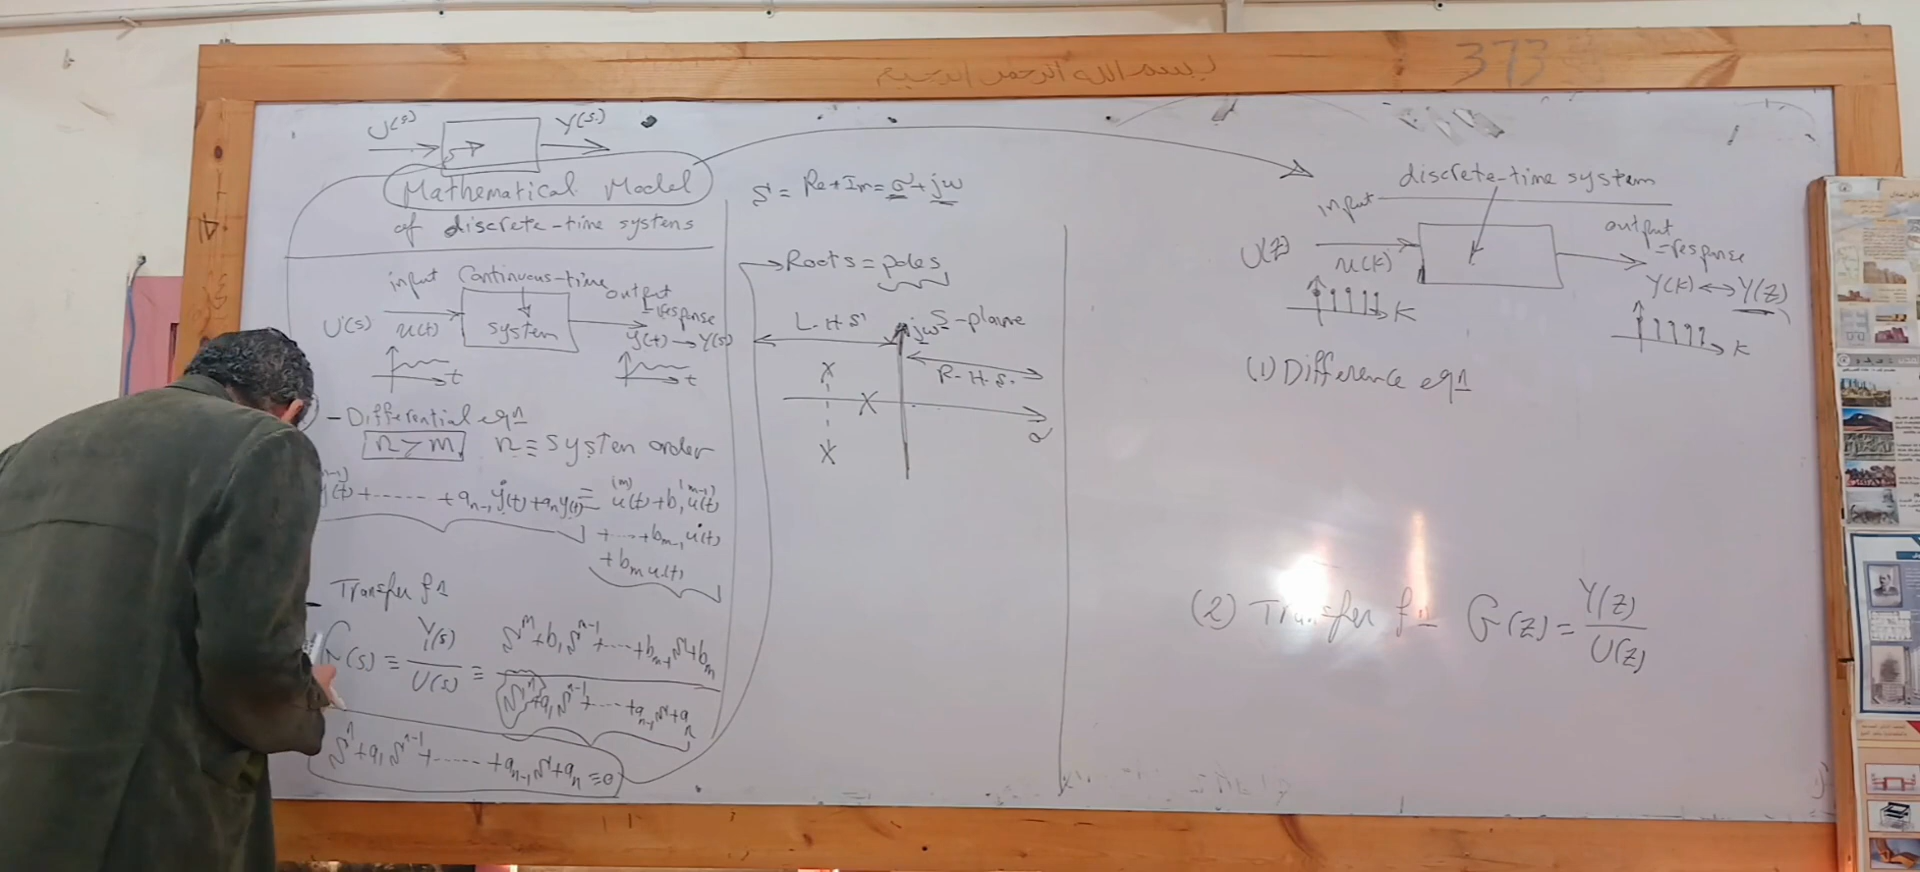 بسم الله الرحمن الرحيم
373
U(s) Y(s)
Mathematical Model
of discrete-time systems
input Continuous-time output
system -response
U(s) u(t) y(t) → Y(s)
t t
- Differential eqn
n > m n ≡ system order
y(t) + ..... + a_{n-1} ẏ(t) + a_n y(t) = u^{(m)}(t) + b_1 u^{(m-1)}(t)
+ ... + b_{m-1} u̇(t)
+ b_m u(t)
- Transfer fn
G(s) = Y(s)/U(s) = (S^m + b_1 S^{m-1} + .... + b_{m-1} S + b_m)/(S^n + a_1 S^{n-1} + .... + a_{n-1} S + a_n)
S^n + a_1 S^{n-1} + ..... + a_{n-1} S + a_n = 0
S = Re + Im = σ + jω
→ Roots = poles
L.H.S jω S-plane
R.H.S.
σ
discrete-time system
input
output
-response
U(z) u(k) Y(k) ↔ Y(z)
K K
(1) Difference eqn
(2) Transfer fn G(z) = Y(z)/U(z)